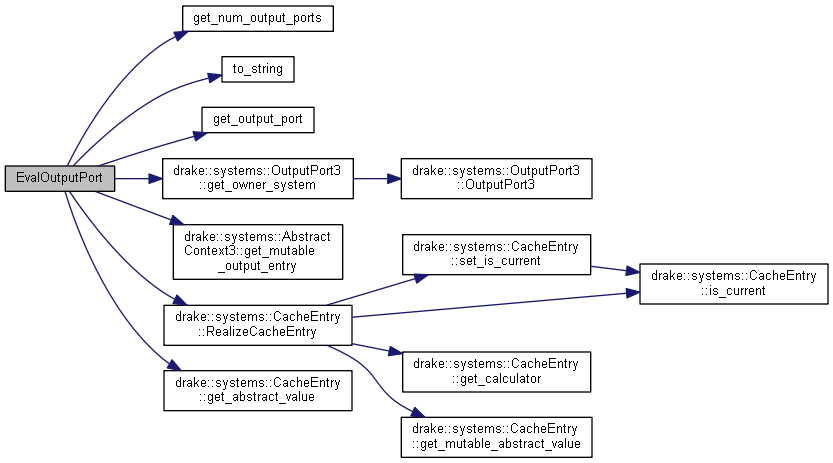 get_num_output_ports
to_string
get_output_port
EvalOutputPort
drake::systems::OutputPort3
::get_owner_system
drake::systems::OutputPort3
::OutputPort3
drake::systems::Abstract
Context3::get_mutable
_output_entry
drake::systems::CacheEntry
::set_is_current
drake::systems::CacheEntry
::is_current
drake::systems::CacheEntry
::RealizeCacheEntry
drake::systems::CacheEntry
::get_calculator
drake::systems::CacheEntry
::get_abstract_value
drake::systems::CacheEntry
::get_mutable_abstract_value